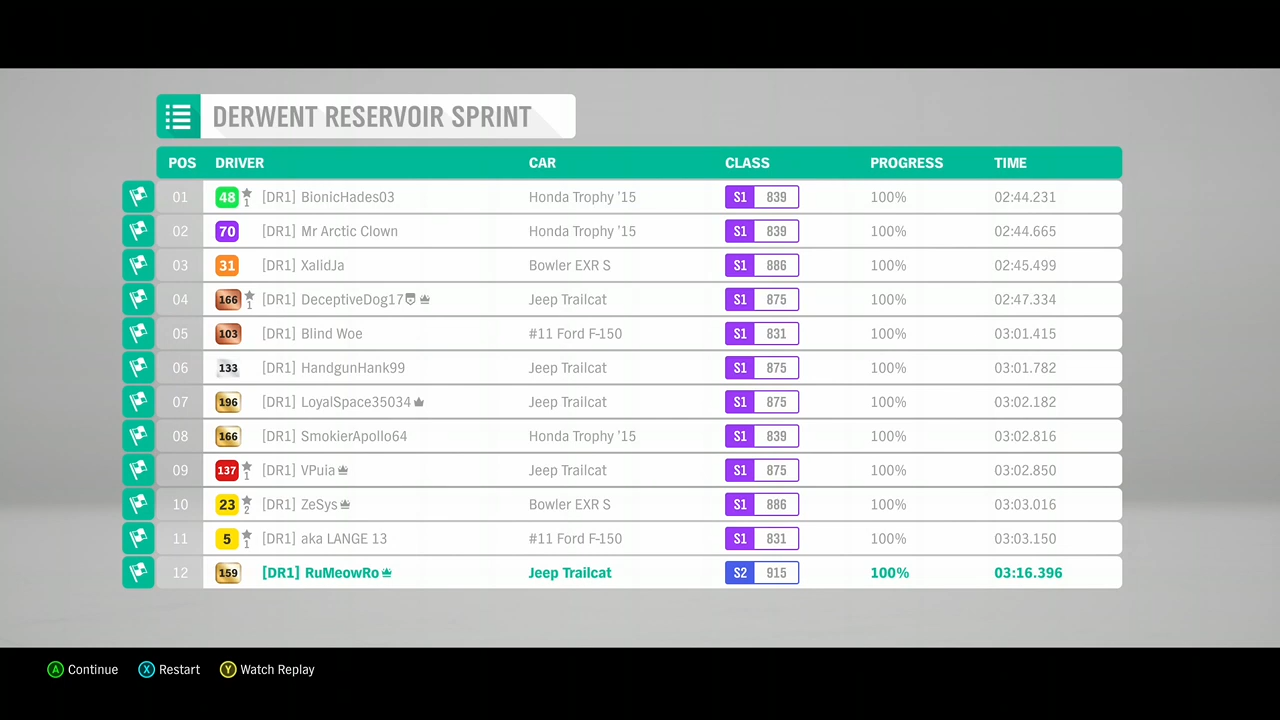 DERWENT RESERVOIR SPRINT
POS DRIVER CAR CLASS PROGRESS TIME
01 48 1 [DR1] BionicHades03 Honda Trophy '15 S1 839 100% 02:44.231
02 70 [DR1] Mr Arctic Clown Honda Trophy '15 S1 839 100% 02:44.665
03 31 [DR1] XalidJa Bowler EXR S S1 886 100% 02:45.499
04 166 1 [DR1] DeceptiveDog17 Jeep Trailcat S1 875 100% 02:47.334
05 103 [DR1] Blind Woe #11 Ford F-150 S1 831 100% 03:01.415
06 133 [DR1] HandgunHank99 Jeep Trailcat S1 875 100% 03:01.782
07 196 [DR1] LoyalSpace35034 Jeep Trailcat S1 875 100% 03:02.182
08 166 [DR1] SmokierApollo64 Honda Trophy '15 S1 839 100% 03:02.816
09 137 1 [DR1] VPuia Jeep Trailcat S1 875 100% 03:02.850
10 23 2 [DR1] ZeSys Bowler EXR S S1 886 100% 03:03.016
11 5 1 [DR1] aka LANGE 13 #11 Ford F-150 S1 831 100% 03:03.150
12 159 [DR1] RuMeowRo Jeep Trailcat S2 915 100% 03:16.396
A Continue X Restart Y Watch Replay